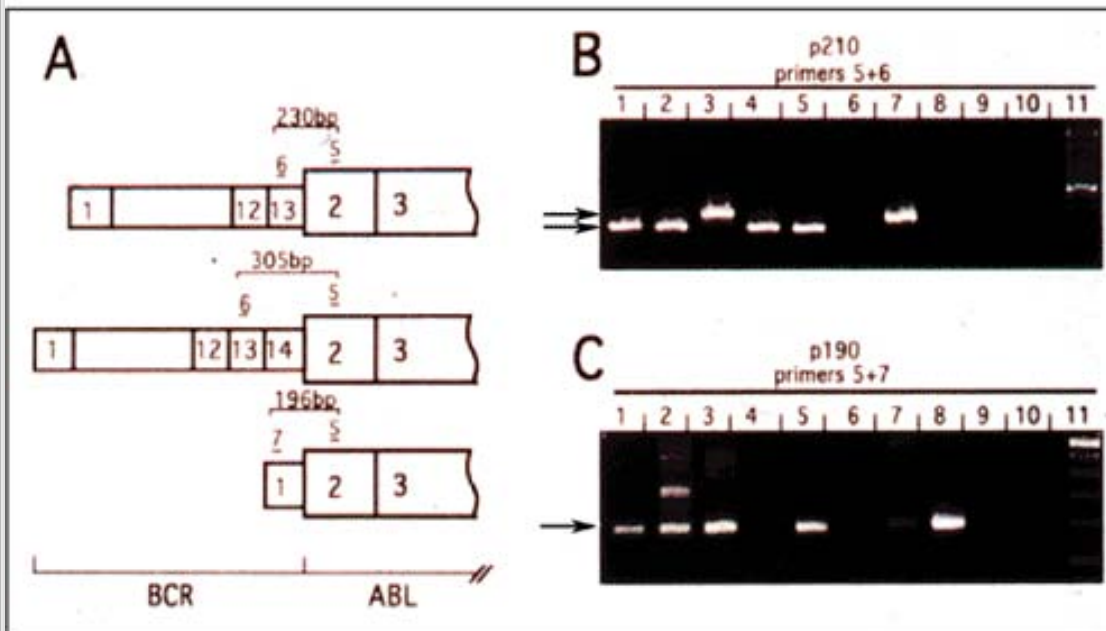 A
230bp
5
6
1 12 13 2 3
305bp
5
6
1 12 13 14 2 3
196bp
5
7
1 2 3
BCR ABL
B
p210
primers 5+6
1 2 3 4 5 6 7 8 9 10 11
C
p190
primers 5+7
1 2 3 4 5 6 7 8 9 10 11